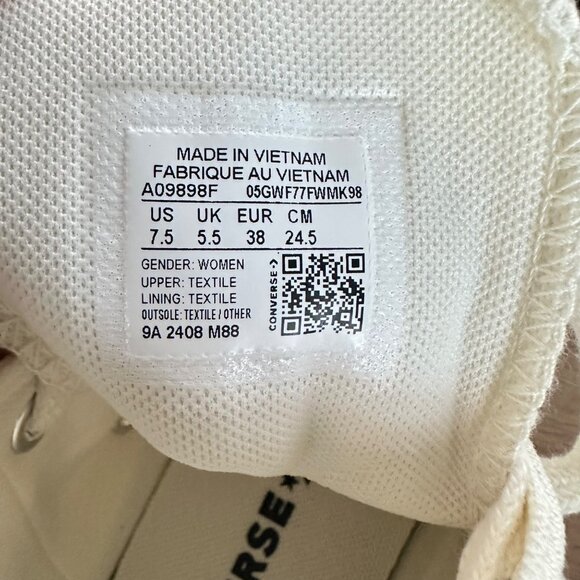 MADE IN VIETNAM
FABRIQUE AU VIETNAM
A09898F 05GWF77FWMK98
US UK EUR CM
7.5 5.5 38 24.5
GENDER: WOMEN
UPPER: TEXTILE
LINING: TEXTILE
OUTSOLE: TEXTILE / OTHER
9A 2408 M88
CONVERSE
ERSE